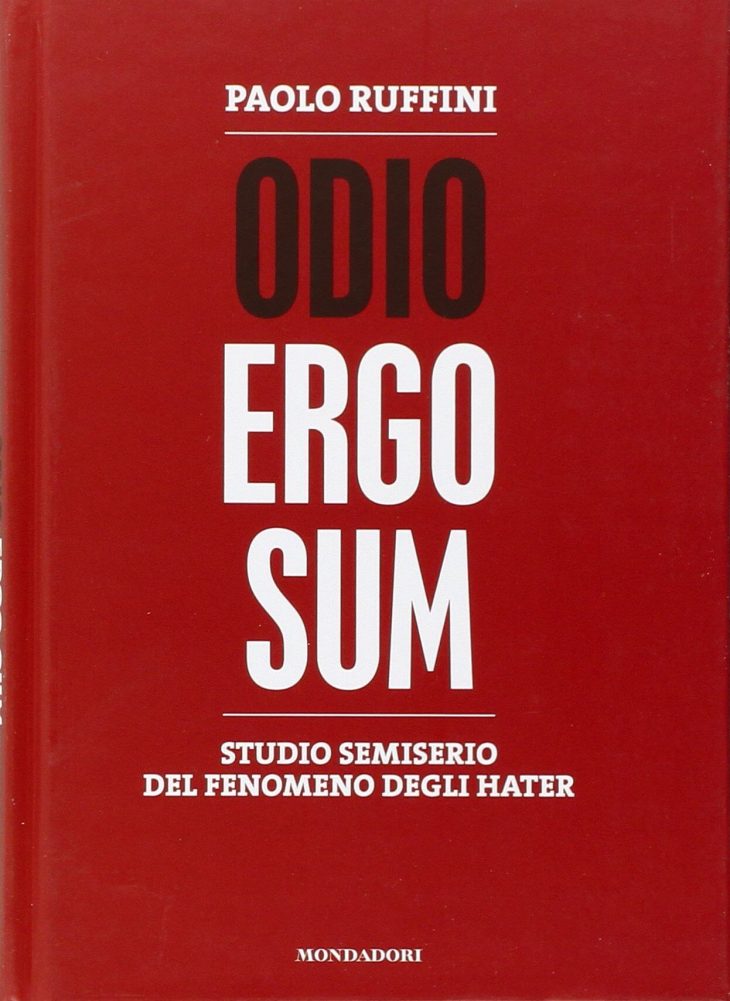 PAOLO RUFFINI
ODIO
ERGO
SUM
STUDIO SEMISERIO
DEL FENOMENO DEGLI HATER
MONDADORI